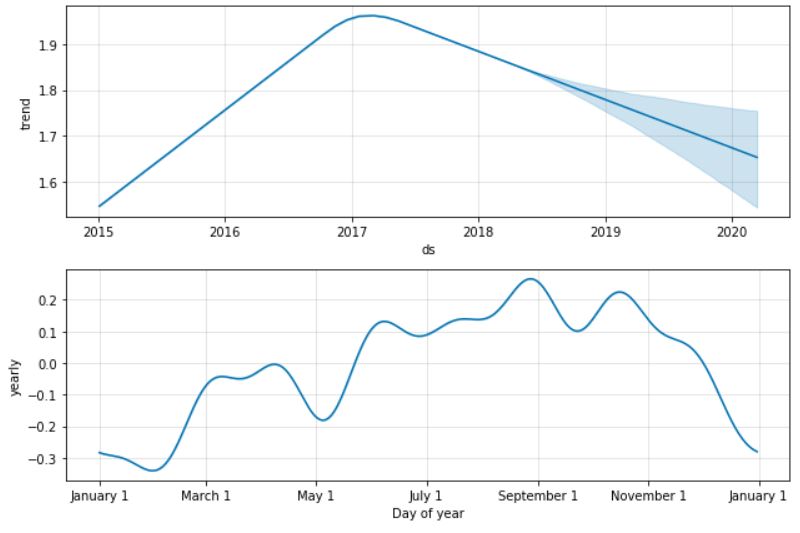 1.9
1.8
1.7
1.6
trend
2015 2016 2017 2018 2019 2020
ds
0.2
0.1
0.0
−0.1
−0.2
−0.3
yearly
January 1 March 1 May 1 July 1 September 1 November 1 January 1
Day of year